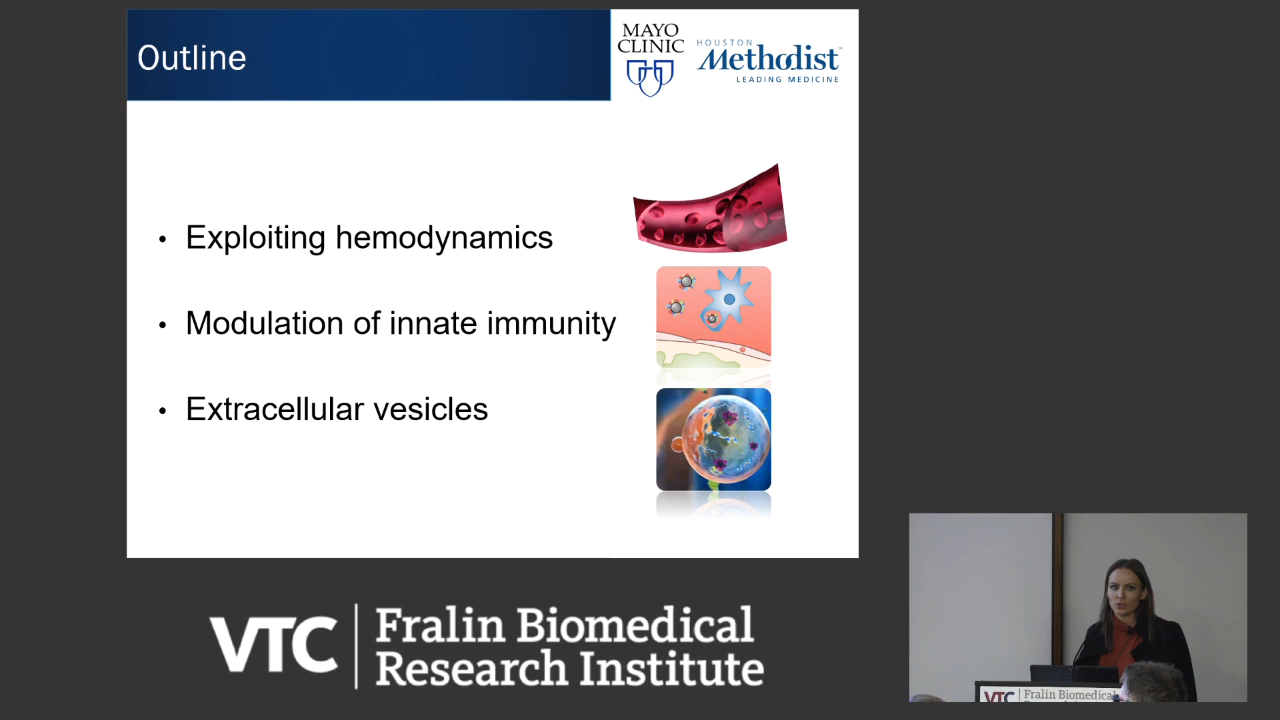 Outline
MAYO
CLINIC
HOUSTON
Methodist
LEADING MEDICINE
• Exploiting hemodynamics
• Modulation of innate immunity
• Extracellular vesicles
VTC
Fralin Biomedical
Research Institute
VTC
Fralin Biomedical